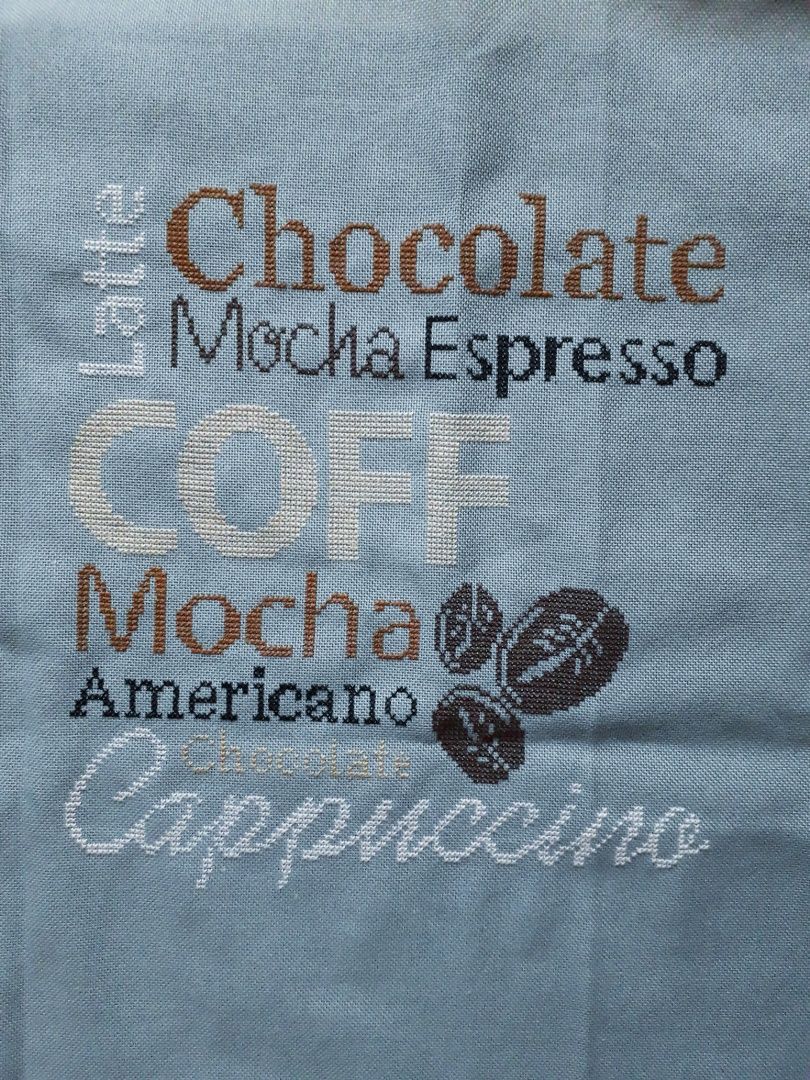 Latte
Chocolate
Mocha Espresso
COFF
Mocha
Americano
Chocolate
Cappuccino